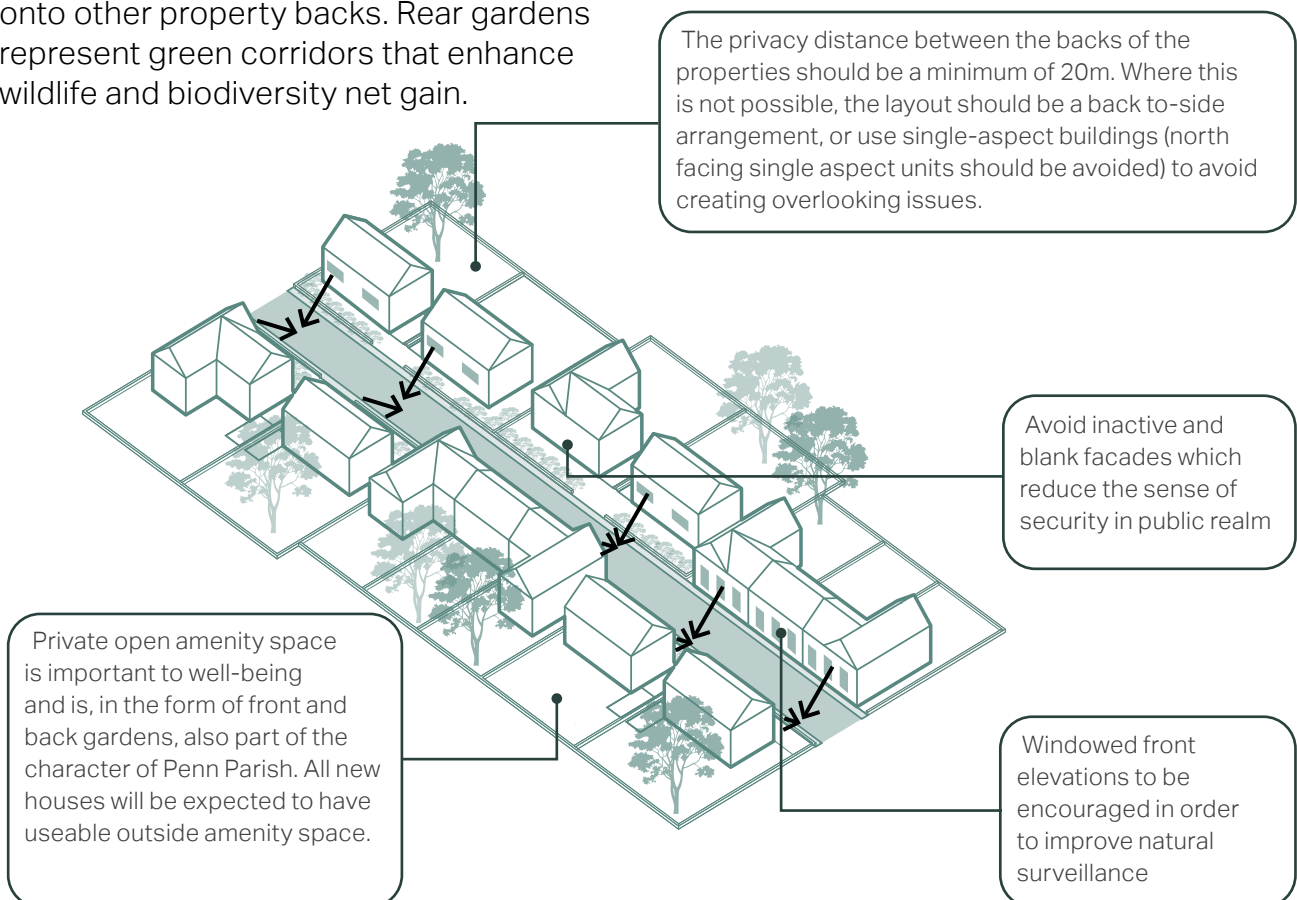 onto other property backs. Rear gardens
represent green corridors that enhance
wildlife and biodiversity net gain.
The privacy distance between the backs of the
properties should be a minimum of 20m. Where this
is not possible, the layout should be a back to-side
arrangement, or use single-aspect buildings (north
facing single aspect units should be avoided) to avoid
creating overlooking issues.
Avoid inactive and
blank facades which
reduce the sense of
security in public realm
Private open amenity space
is important to well-being
and is, in the form of front and
back gardens, also part of the
character of Penn Parish. All new
houses will be expected to have
useable outside amenity space.
Windowed front
elevations to be
encouraged in order
to improve natural
surveillance